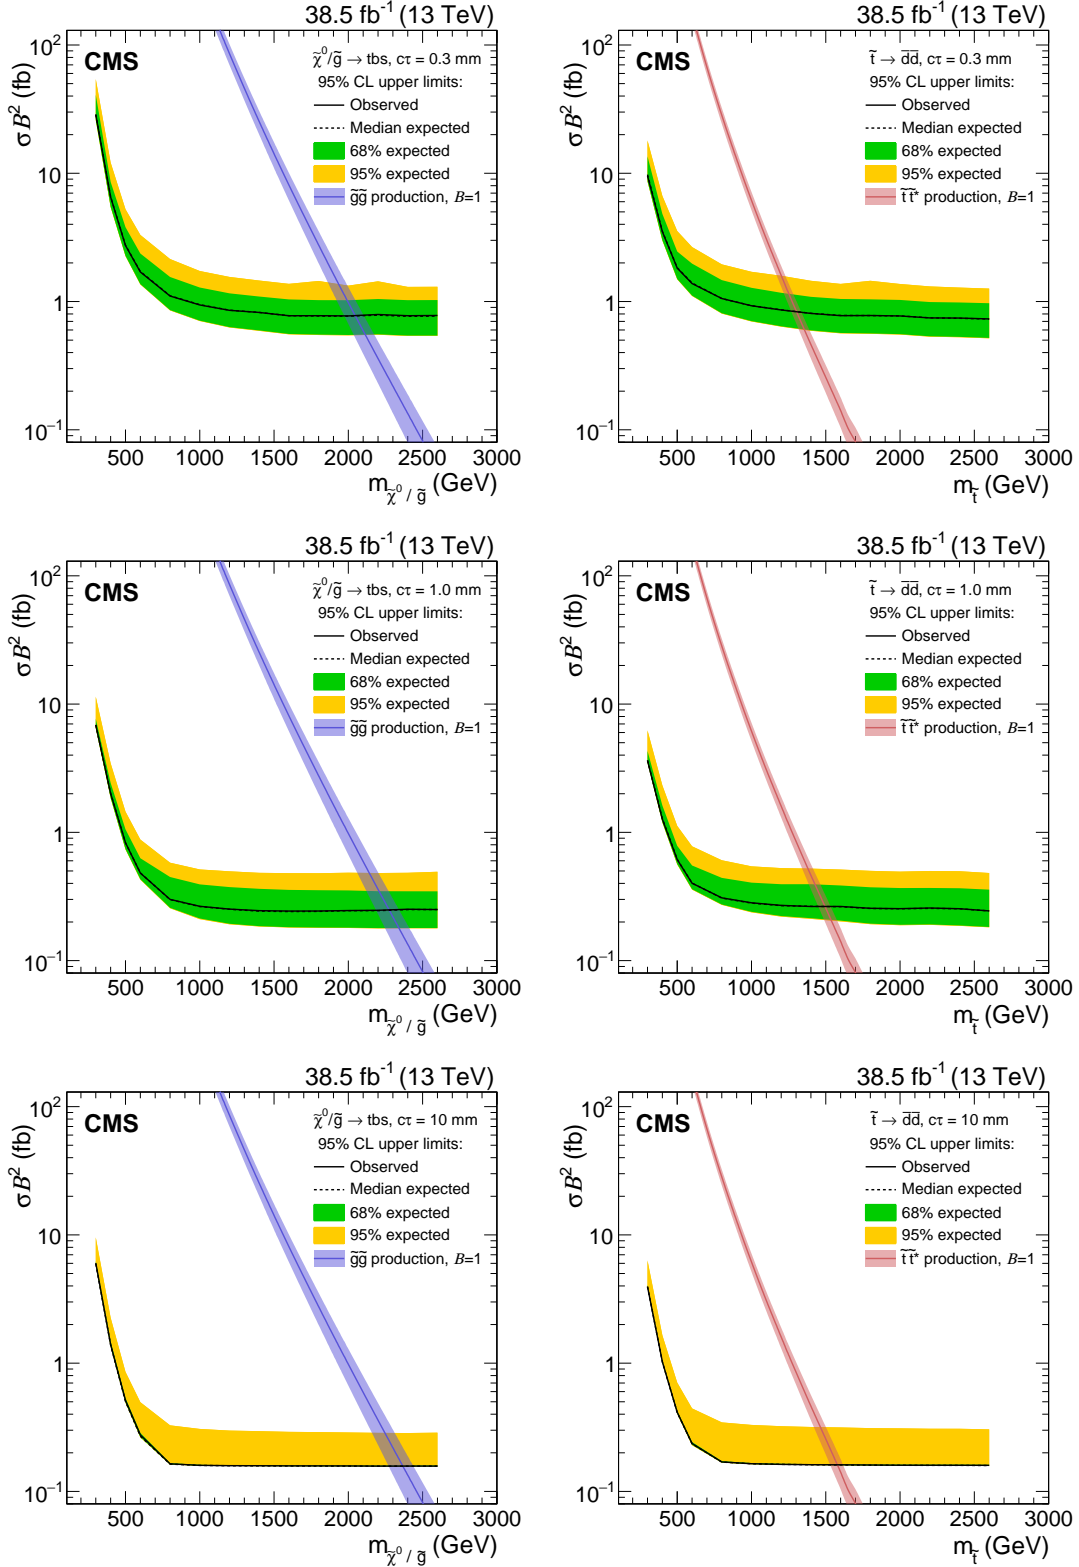 38.5 fb⁻¹ (13 TeV)
CMS
χ̃⁰/g̃ → tbs, cτ = 0.3 mm
95% CL upper limits:
Observed
Median expected
68% expected
95% expected
g̃g̃ production, B=1
σB² (fb)
10²
10
1
10⁻¹
500 1000 1500 2000 2500 3000
m χ̃⁰ / g̃ (GeV)
38.5 fb⁻¹ (13 TeV)
CMS
t̃ → d̄d̄, cτ = 0.3 mm
95% CL upper limits:
Observed
Median expected
68% expected
95% expected
t̃t̃* production, B=1
σB² (fb)
10²
10
1
10⁻¹
500 1000 1500 2000 2500 3000
m t̃ (GeV)
38.5 fb⁻¹ (13 TeV)
CMS
χ̃⁰/g̃ → tbs, cτ = 1.0 mm
95% CL upper limits:
Observed
Median expected
68% expected
95% expected
g̃g̃ production, B=1
σB² (fb)
10²
10
1
10⁻¹
500 1000 1500 2000 2500 3000
m χ̃⁰ / g̃ (GeV)
38.5 fb⁻¹ (13 TeV)
CMS
t̃ → d̄d̄, cτ = 1.0 mm
95% CL upper limits:
Observed
Median expected
68% expected
95% expected
t̃t̃* production, B=1
σB² (fb)
10²
10
1
10⁻¹
500 1000 1500 2000 2500 3000
m t̃ (GeV)
38.5 fb⁻¹ (13 TeV)
CMS
χ̃⁰/g̃ → tbs, cτ = 10 mm
95% CL upper limits:
Observed
Median expected
68% expected
95% expected
g̃g̃ production, B=1
σB² (fb)
10²
10
1
10⁻¹
500 1000 1500 2000 2500 3000
m χ̃⁰ / g̃ (GeV)
38.5 fb⁻¹ (13 TeV)
CMS
t̃ → d̄d̄, cτ = 10 mm
95% CL upper limits:
Observed
Median expected
68% expected
95% expected
t̃t̃* production, B=1
σB² (fb)
10²
10
1
10⁻¹
500 1000 1500 2000 2500 3000
m t̃ (GeV)